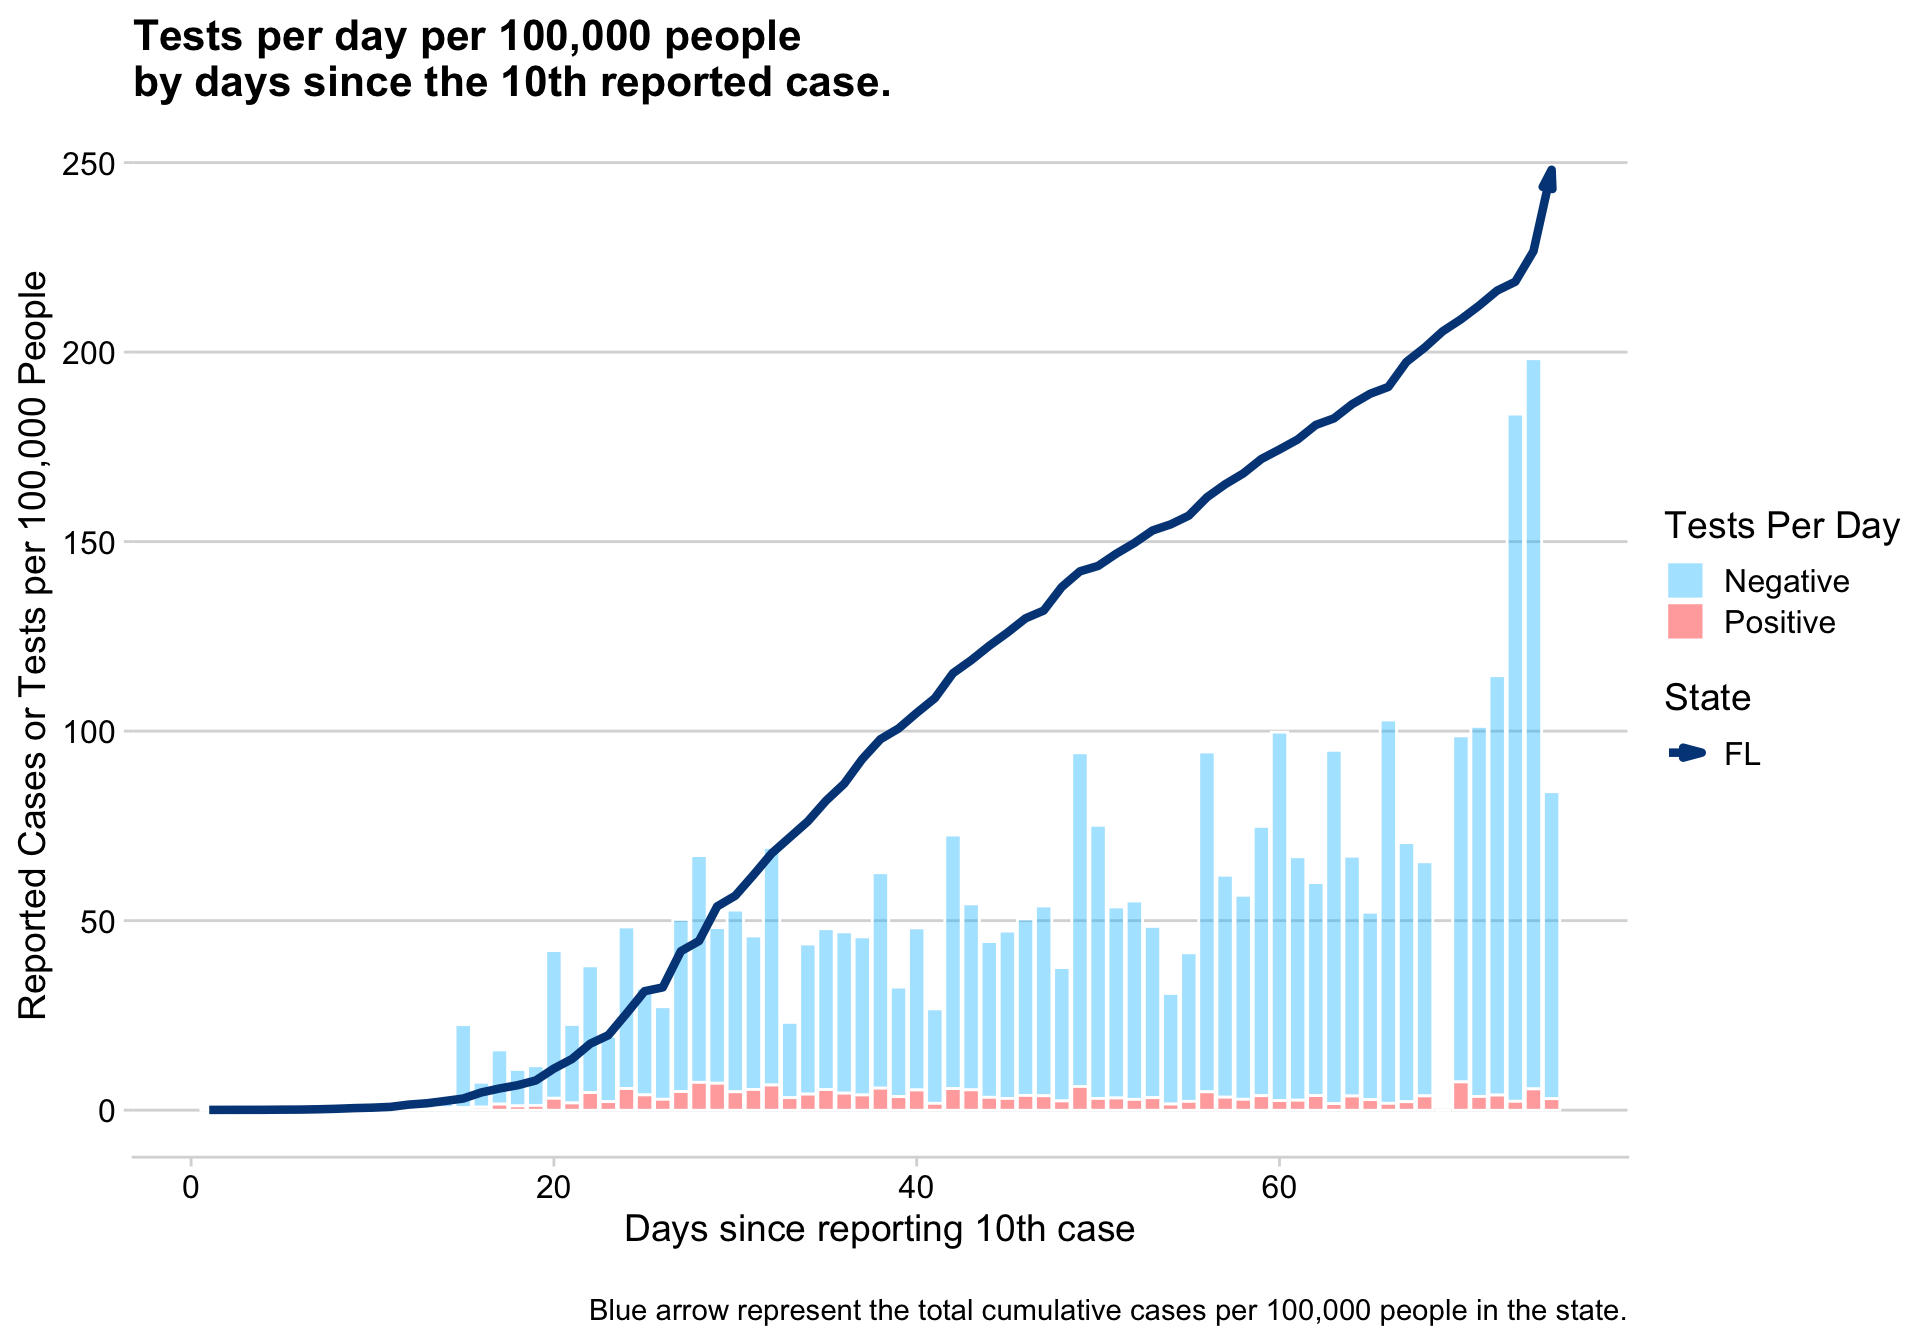 Tests per day per 100,000 people
by days since the 10th reported case.
250
200
150
100
50
0
Reported Cases or Tests per 100,000 People
0
20
40
60
Days since reporting 10th case
Tests Per Day
Negative
Positive
State
FL
Blue arrow represent the total cumulative cases per 100,000 people in the state.